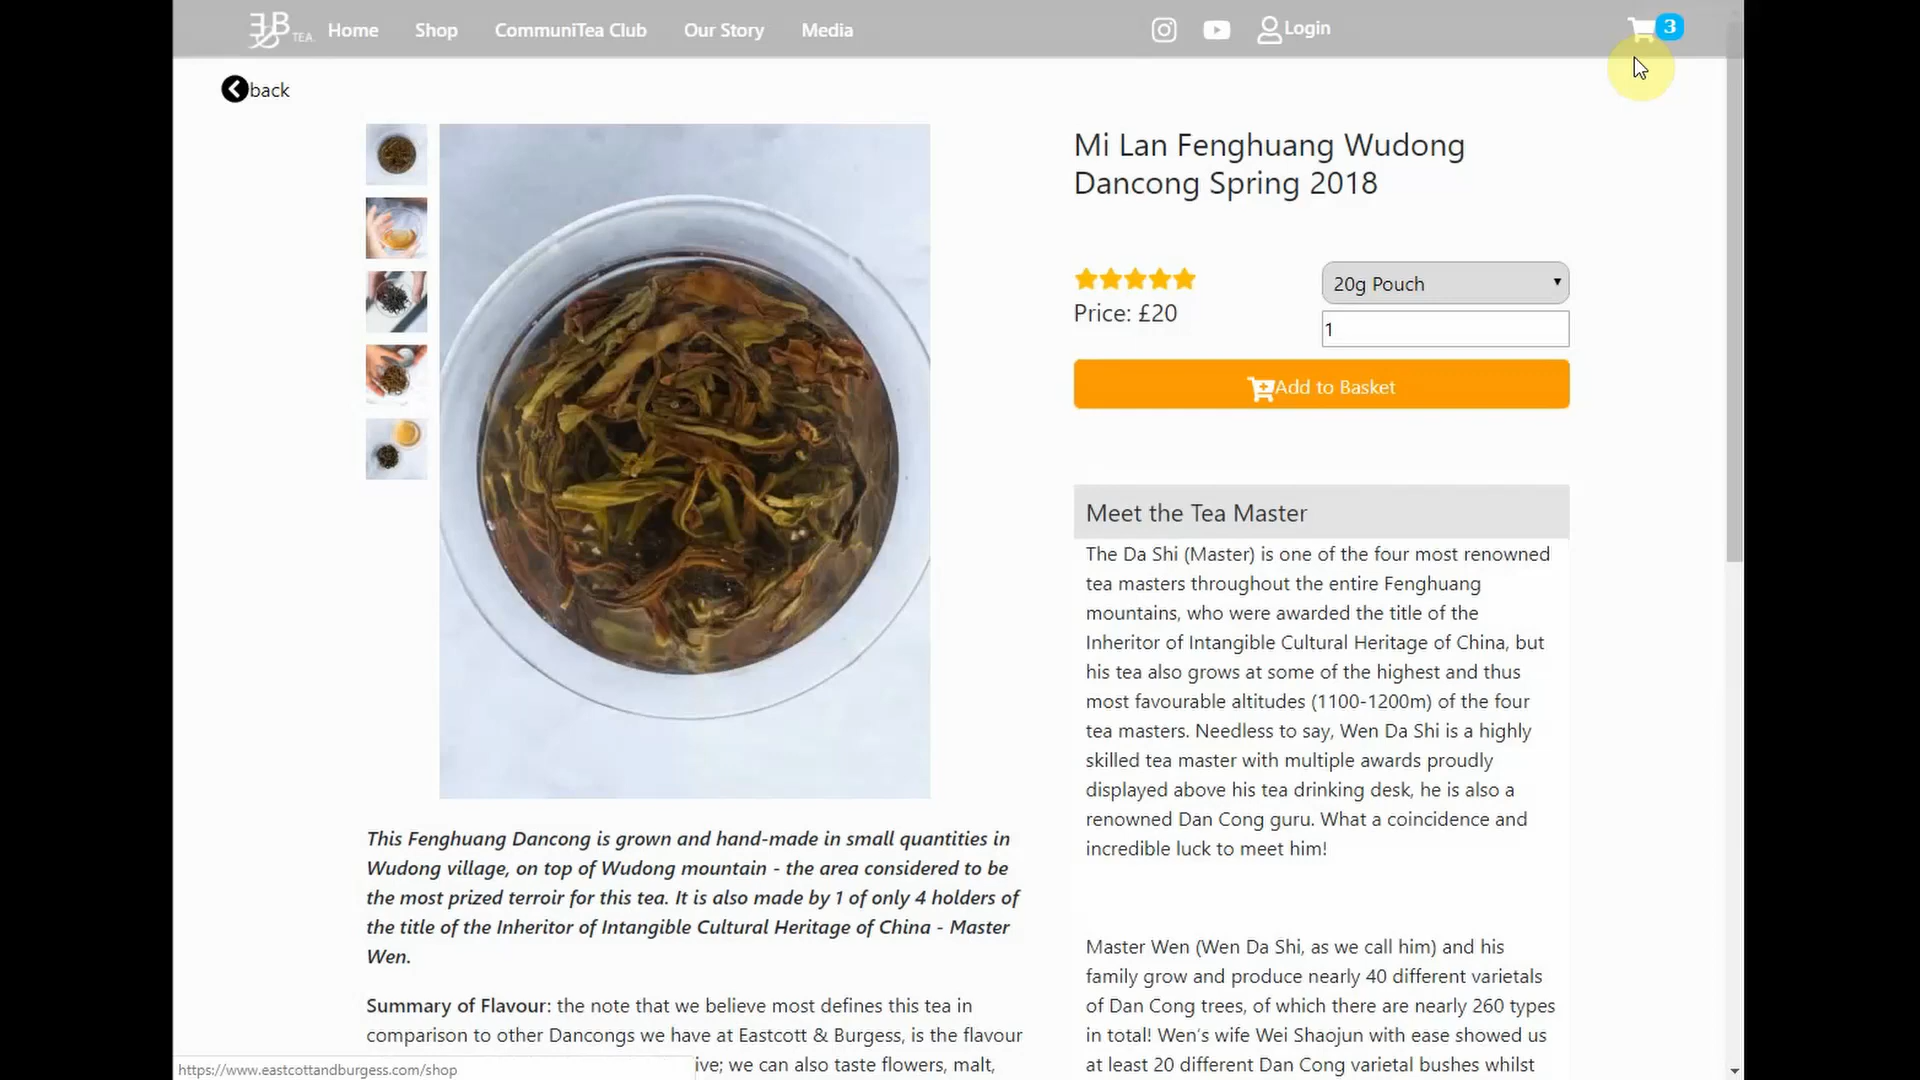 EB TEA. Home Shop CommuniTea Club Our Story Media Login 3
back
Mi Lan Fenghuang Wudong
Dancong Spring 2018
20g Pouch
Price: £20
1
Add to Basket
Meet the Tea Master
The Da Shi (Master) is one of the four most renowned
tea masters throughout the entire Fenghuang
mountains, who were awarded the title of the
Inheritor of Intangible Cultural Heritage of China, but
his tea also grows at some of the highest and thus
most favourable altitudes (1100-1200m) of the four
tea masters. Needless to say, Wen Da Shi is a highly
skilled tea master with multiple awards proudly
displayed above his tea drinking desk, he is also a
renowned Dan Cong guru. What a coincidence and
incredible luck to meet him!
Master Wen (Wen Da Shi, as we call him) and his
family grow and produce nearly 40 different varietals
of Dan Cong trees, of which there are nearly 260 types
in total! Wen's wife Wei Shaojun with ease showed us
at least 20 different Dan Cong varietal bushes whilst
This Fenghuang Dancong is grown and hand-made in small quantities in
Wudong village, on top of Wudong mountain - the area considered to be
the most prized terroir for this tea. It is also made by 1 of only 4 holders of
the title of the Inheritor of Intangible Cultural Heritage of China - Master
Wen.
Summary of Flavour: the note that we believe most defines this tea in
comparison to other Dancongs we have at Eastcott & Burgess, is the flavour
ive; we can also taste flowers, malt,
https://www.eastcottandburgess.com/shop